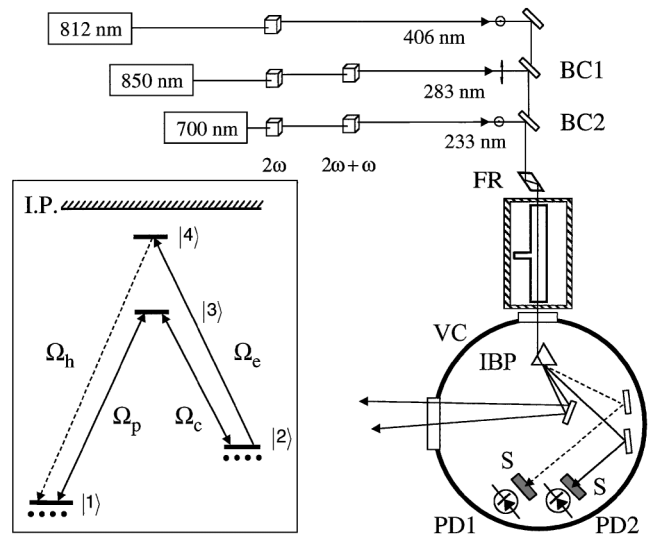 812 nm
406 nm
850 nm
283 nm
BC1
700 nm
233 nm
BC2
2ω
2ω+ω
FR
I.P.
|4⟩
|3⟩
Ω_h
Ω_e
Ω_p
Ω_c
|2⟩
|1⟩
VC
IBP
S
S
PD1
PD2